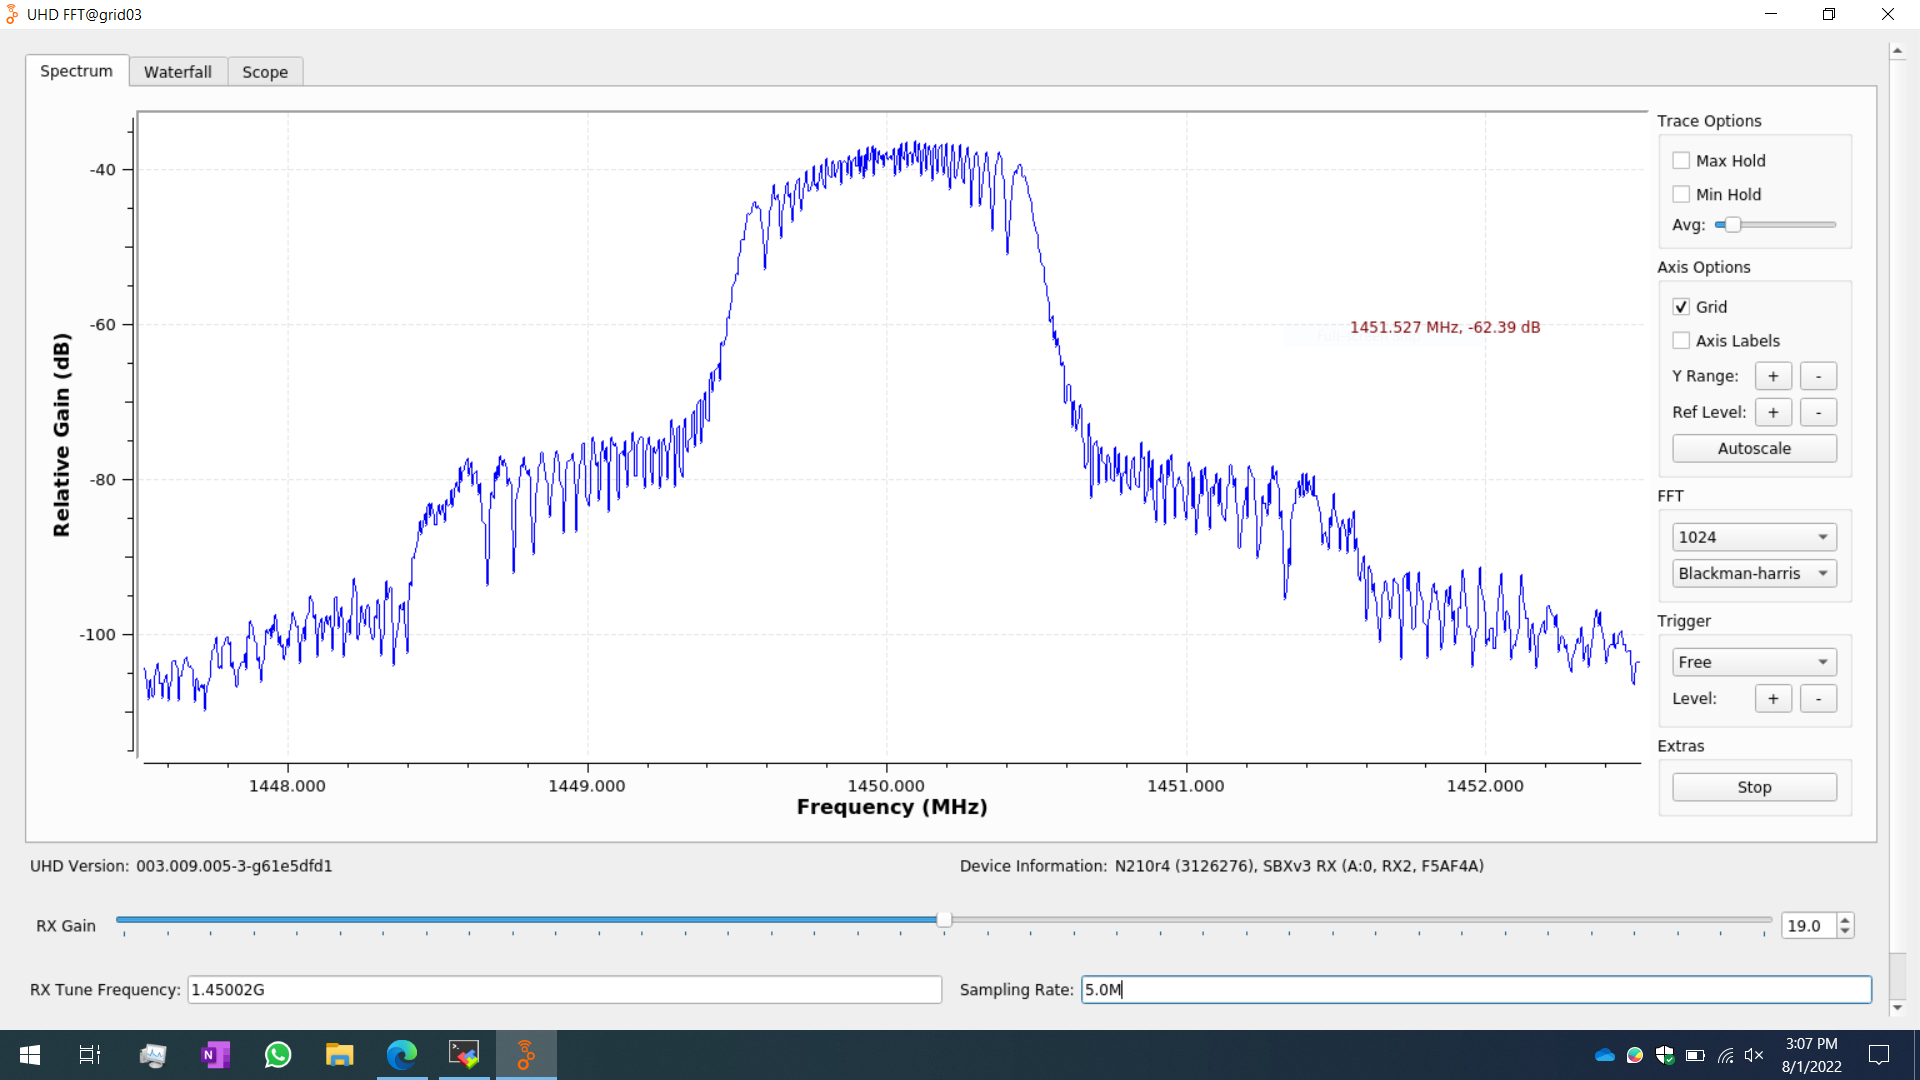 UHD FFT@grid03
Spectrum Waterfall Scope
Relative Gain (dB)
-40
-60
-80
-100
1451.527 MHz, -62.39 dB
1448.000 1449.000 1450.000 1451.000 1452.000
Frequency (MHz)
Trace Options
Max Hold
Min Hold
Avg:
Axis Options
Grid
Axis Labels
Y Range: + -
Ref Level: + -
Autoscale
FFT
1024
Blackman-harris
Trigger
Free
Level: + -
Extras
Stop
UHD Version: 003.009.005-3-g61e5dfd1
Device Information: N210r4 (3126276), SBXv3 RX (A:0, RX2, F5AF4A)
RX Gain 19.0
RX Tune Frequency: 1.45002G
Sampling Rate: 5.0M
3:07 PM
8/1/2022